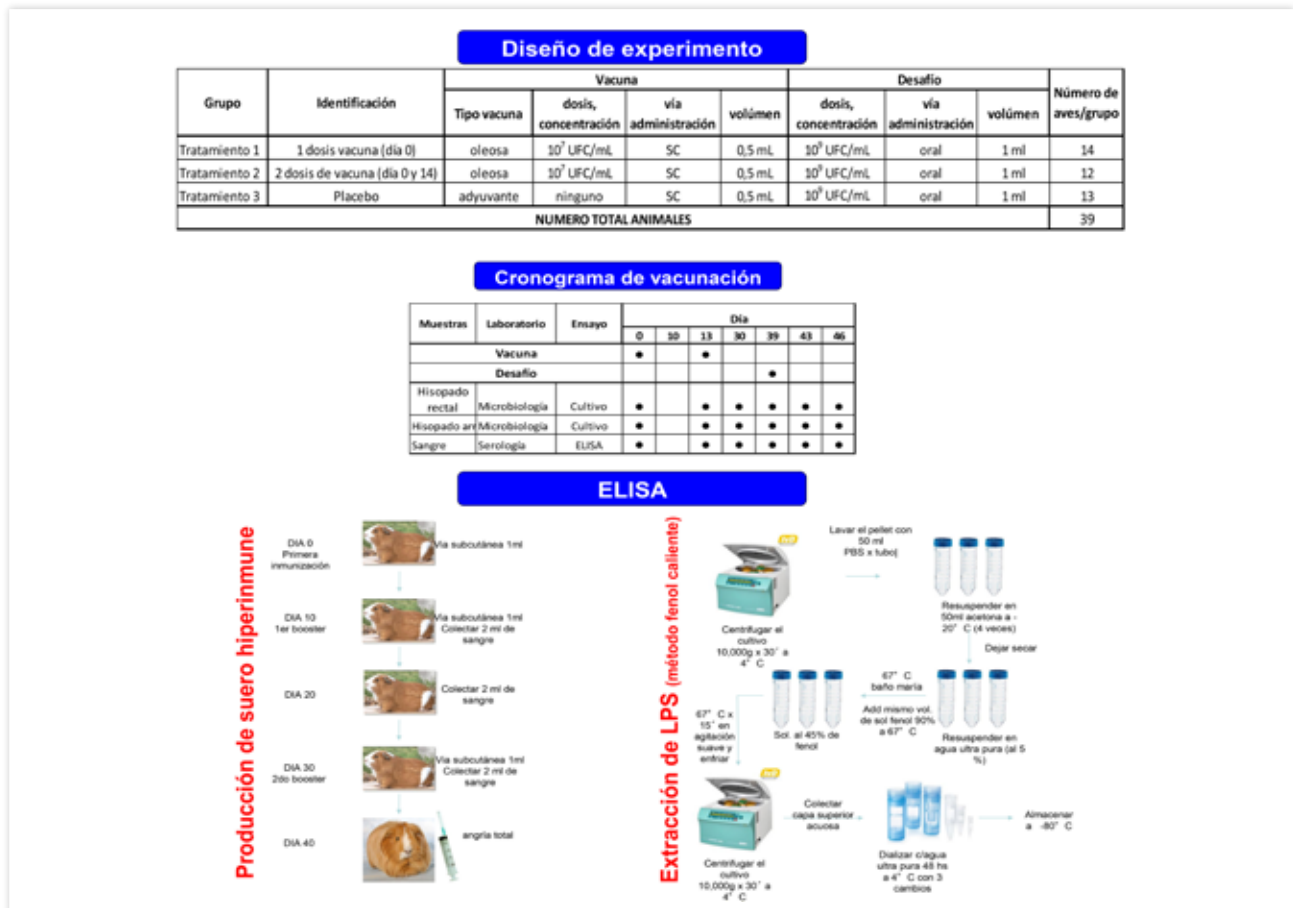 Diseño de experimento
Grupo Identificación Vacuna Desafío Número de aves/grupo
Tipo vacuna dosis, concentración vía administración volúmen dosis, concentración vía administración volúmen
Tratamiento 1 1 dosis vacuna (día 0) oleosa 10⁷ UFC/mL SC 0,5 mL 10⁹ UFC/mL oral 1 ml 14
Tratamiento 2 2 dosis de vacuna (día 0 y 14) oleosa 10⁷ UFC/mL SC 0,5 mL 10⁹ UFC/mL oral 1 ml 12
Tratamiento 3 Placebo adyuvante ninguno SC 0,5 mL 10⁹ UFC/mL oral 1 ml 13
NUMERO TOTAL ANIMALES 39
Cronograma de vacunación
Muestras Laboratorio Ensayo Día
0 10 13 30 39 43 46
Vacuna ● ●
Desafío ●
Hisopado
rectal Microbiología Cultivo ● ● ● ● ● ●
Hisopado arr Microbiología Cultivo ● ● ● ● ● ●
Sangre Serología ELISA ● ● ● ● ● ●
ELISA
Producción de suero hiperinmune
DIA 0
Primera
inmunización
Via subcutánea 1ml
DIA 10
1er booster
Via subcutánea 1ml
Colectar 2 ml de
sangre
DIA 20
Colectar 2 ml de
sangre
DIA 30
2do booster
Via subcutánea 1ml
Colectar 2 ml de
sangre
DIA 40
angría total
Extracción de LPS (método fenol caliente)
Centrifugar el
cultivo
10,000g x 30´ a
4° C
Lavar el pellet con
50 ml
PBS x tubo|
Resuspender en
50ml acetona a -
20° C (4 veces)
Dejar secar
Resuspender en
agua ultra pura (al 5
%)
67° C
baño maría
Add mismo vol.
de sol fenol 90%
a 67° C
Sol. al 45% de
fenol
67° C x
15´ en
agitación
suave y
enfriar
Centrifugar el
cultivo
10,000g x 30´ a
4° C
Colectar
capa superior
acuosa
Dializar c/agua
ultra pura 48 hs
a 4° C con 3
cambios
Almacenar
a -80° C